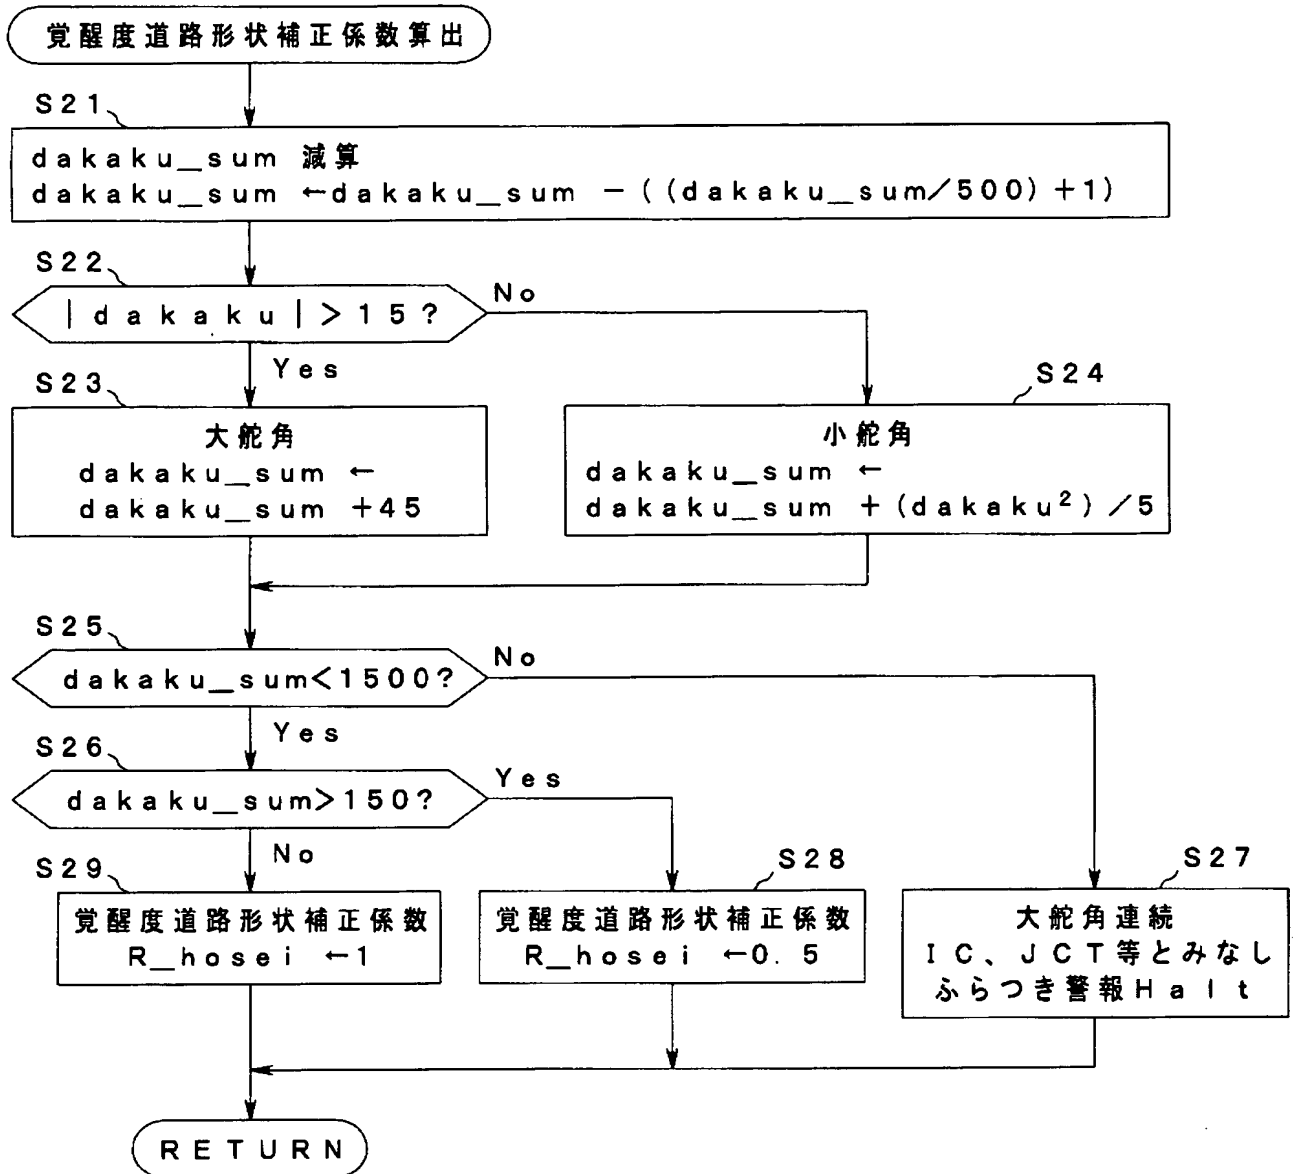 覚醒度道路形状補正係数算出
S21
dakaku_sum 減算
dakaku_sum ←dakaku_sum －((dakaku_sum/500)+1)
S22
|dakaku|>15?
No
Yes
S23
大舵角
dakaku_sum ←
dakaku_sum +45
S24
小舵角
dakaku_sum ←
dakaku_sum +(dakaku²)/5
S25
dakaku_sum<1500?
No
Yes
S26
dakaku_sum>150?
Yes
No
S29
覚醒度道路形状補正係数
R_hosei ←1
S28
覚醒度道路形状補正係数
R_hosei ←0.5
S27
大舵角連続
IC、JCT等とみなし
ふらつき警報Halt
RETURN